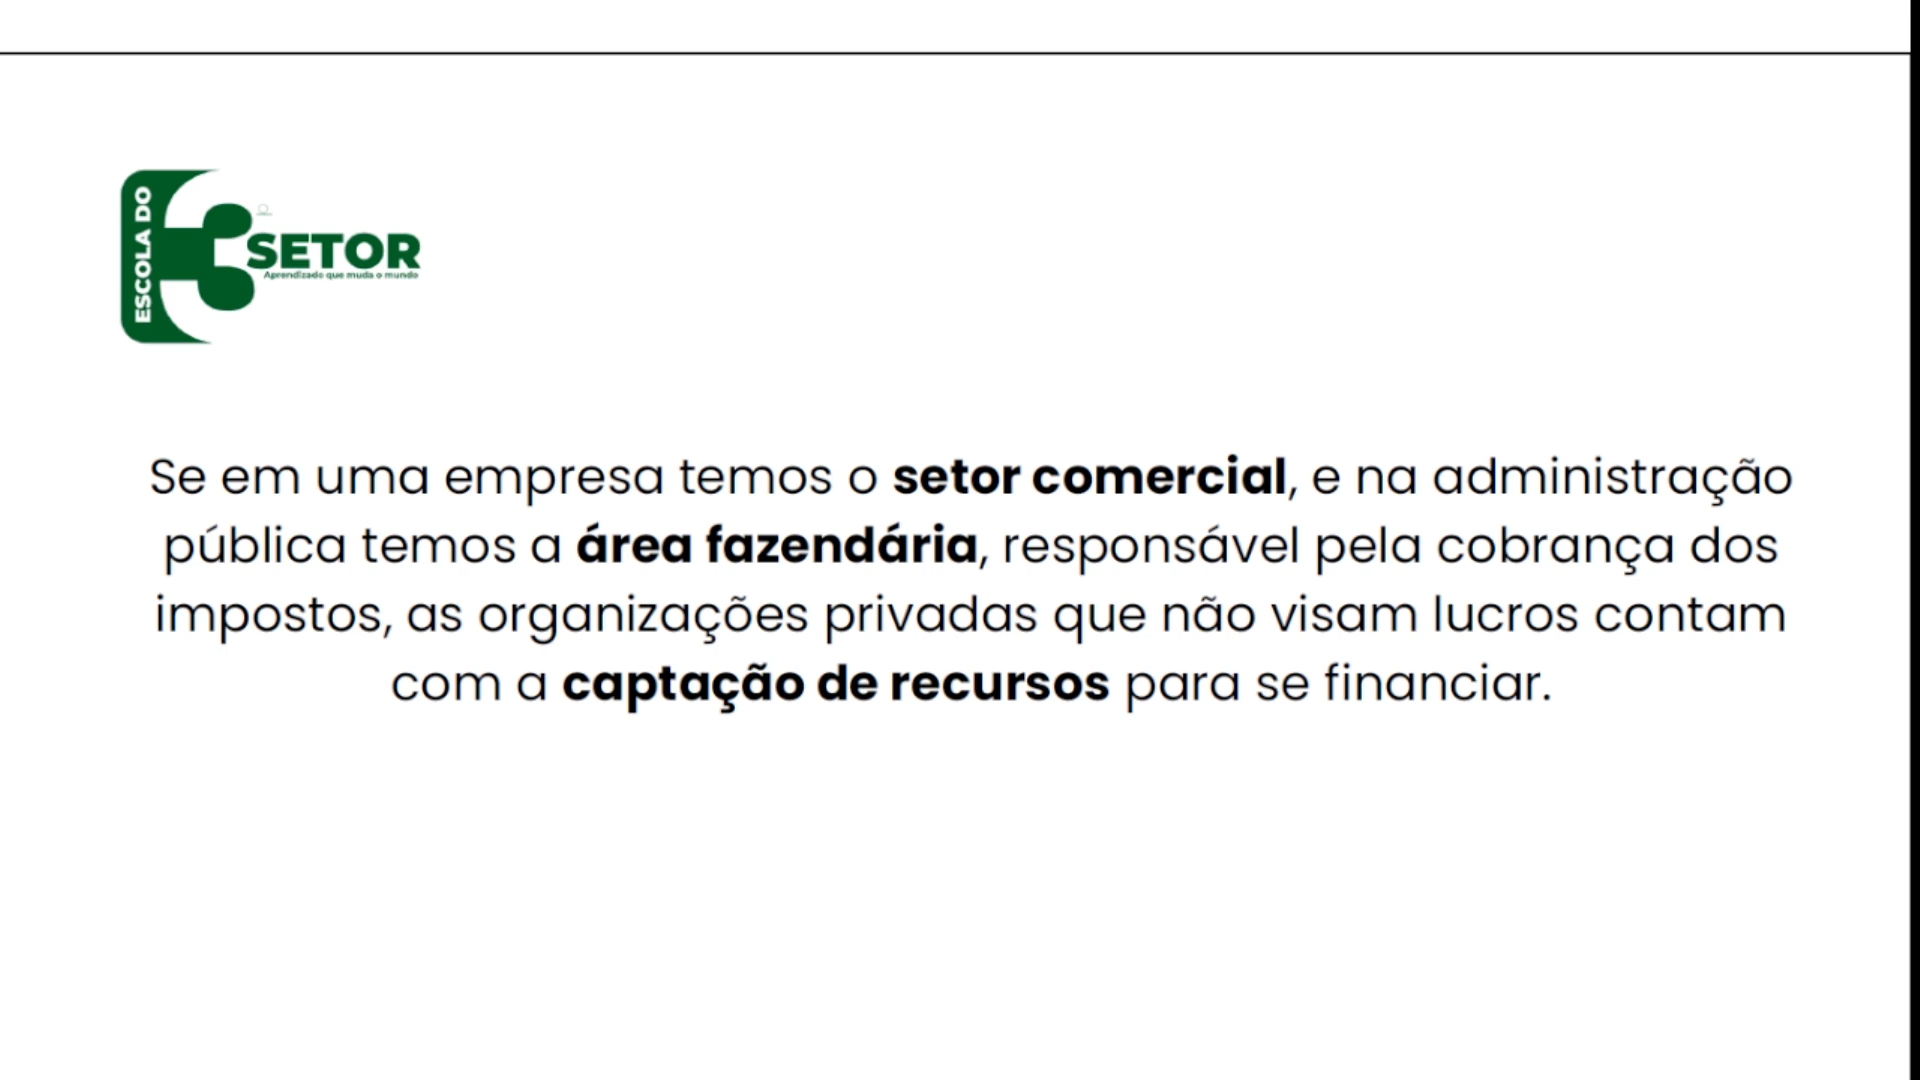 ESCOLA DO
3
SETOR
Aprendizado que muda o mundo
Se em uma empresa temos o setor comercial, e na administração
pública temos a área fazendária, responsável pela cobrança dos
impostos, as organizações privadas que não visam lucros contam
com a captação de recursos para se financiar.